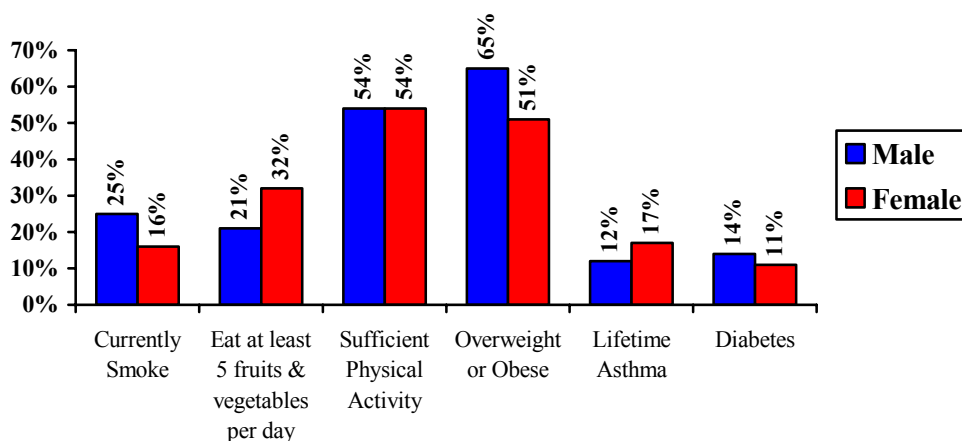 70%
60%
50%
40%
30%
20%
10%
0%
25%
16%
21%
32%
54%
54%
65%
51%
12%
17%
14%
11%
Male
Female
Currently
Smoke
Eat at least
5 fruits &
vegetables
per day
Sufficient
Physical
Activity
Overweight
or Obese
Lifetime
Asthma
Diabetes